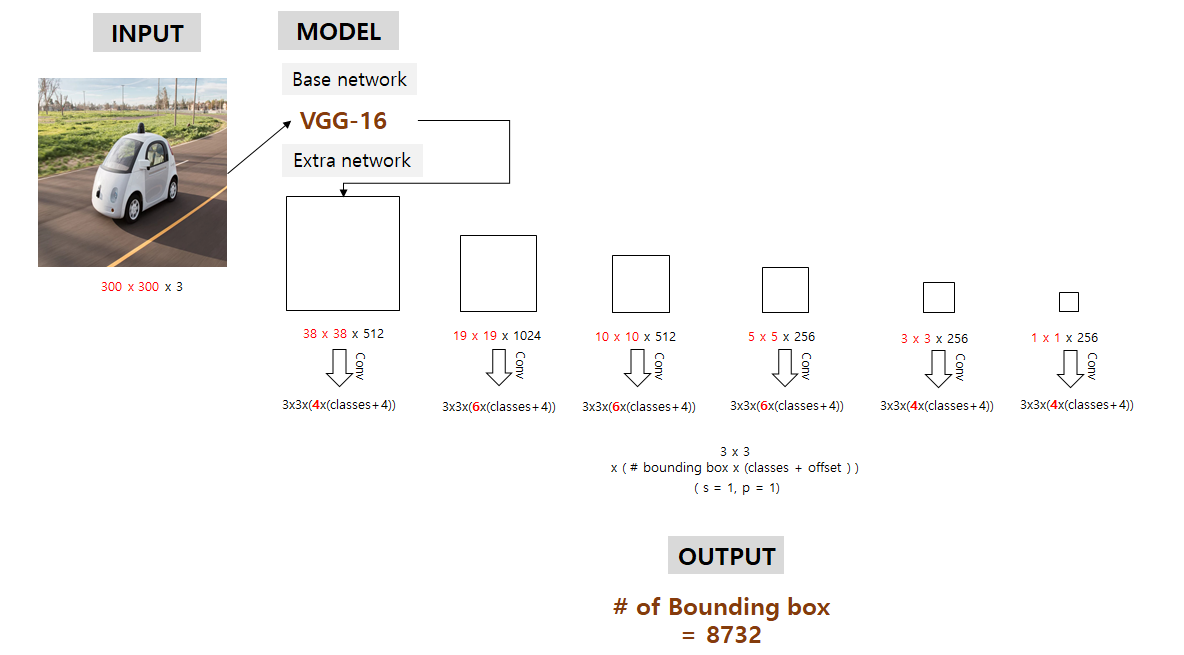 INPUT
MODEL
Base network
VGG-16
Extra network
300 x 300 x 3
38 x 38 x 512
19 x 19 x 1024
10 x 10 x 512
5 x 5 x 256
3 x 3 x 256
1 x 1 x 256
Conv
Conv
Conv
Conv
Conv
Conv
3x3x(4x(classes+4))
3x3x(6x(classes+4))
3x3x(6x(classes+4))
3x3x(6x(classes+4))
3x3x(4x(classes+4))
3x3x(4x(classes+4))
3 x 3
x ( # bounding box x (classes + offset ) )
( s = 1, p = 1)
OUTPUT
# of Bounding box
= 8732